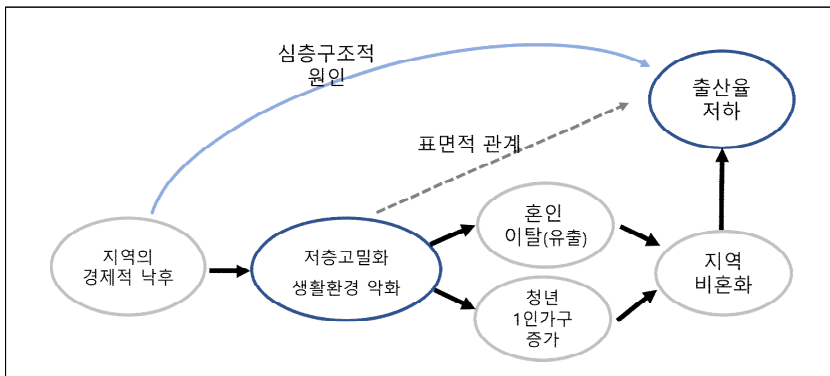 심층구조적
원인
출산율
저하
표면적 관계
혼인
이탈(유출)
지역의
경제적 낙후
저층고밀화
생활환경 악화
지역
비혼화
청년
1인가구
증가